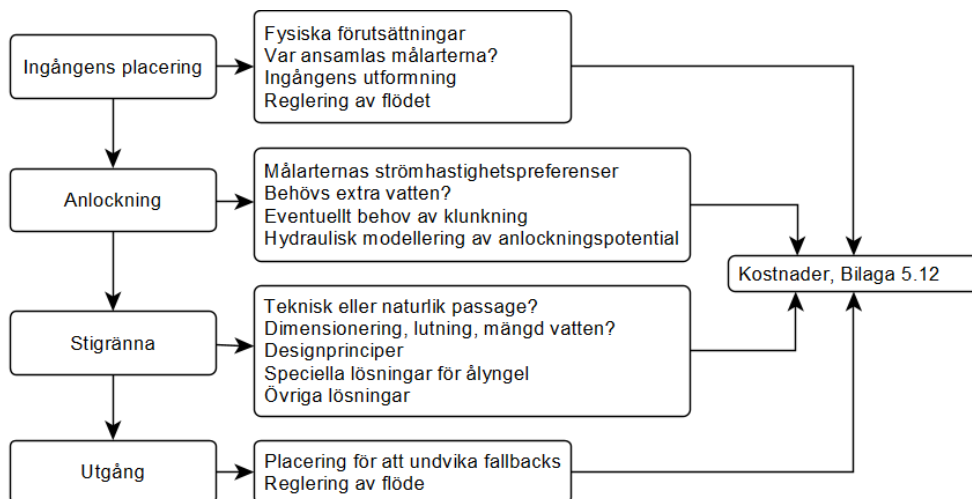 Ingångens placering
Fysiska förutsättningar
Var ansamlas målarterna?
Ingångens utformning
Reglering av flödet
Anlockning
Målarternas strömhastighetspreferenser
Behövs extra vatten?
Eventuellt behov av klunkning
Hydraulisk modellering av anlockningspotential
Kostnader, Bilaga 5.12
Stigränna
Teknisk eller naturlik passage?
Dimensionering, lutning, mängd vatten?
Designprinciper
Speciella lösningar för ålyngel
Övriga lösningar
Utgång
Placering för att undvika fallbacks
Reglering av flöde